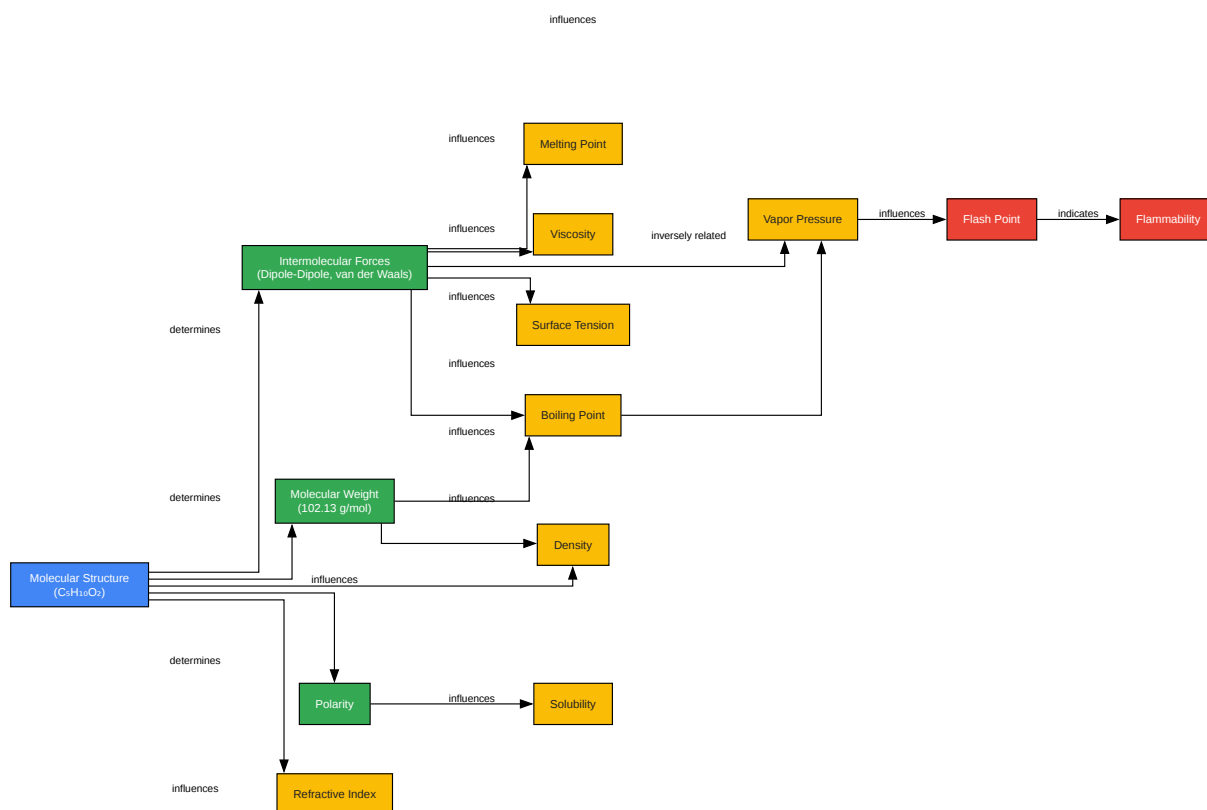 influences
influences
Melting Point
influences
Viscosity
inversely related
Vapor Pressure
influences
Flash Point
indicates
Flammability
Intermolecular Forces
(Dipole-Dipole, van der Waals)
influences
Surface Tension
determines
influences
Boiling Point
influences
determines
Molecular Weight
(102.13 g/mol)
influences
Density
Molecular Structure
(C₅H₁₀O₂)
influences
determines
Polarity
influences
Solubility
influences
Refractive Index